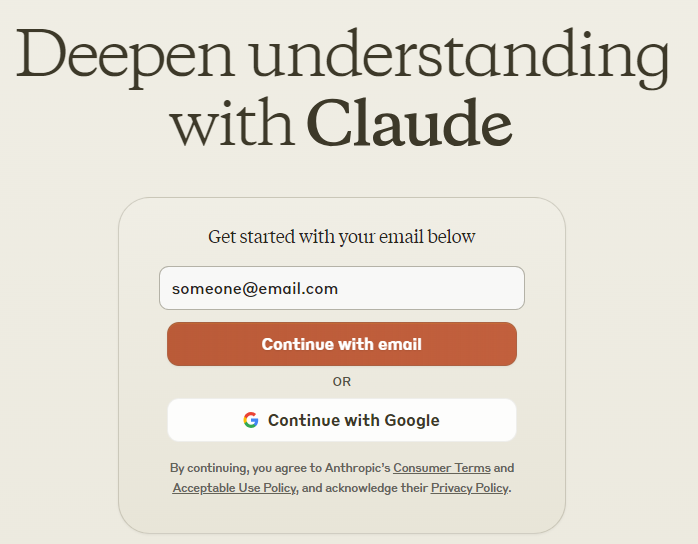 Deepen understanding
with Claude
Get started with your email below
someone@email.com
Continue with email
OR
Continue with Google
By continuing, you agree to Anthropic’s Consumer Terms and
Acceptable Use Policy, and acknowledge their Privacy Policy.